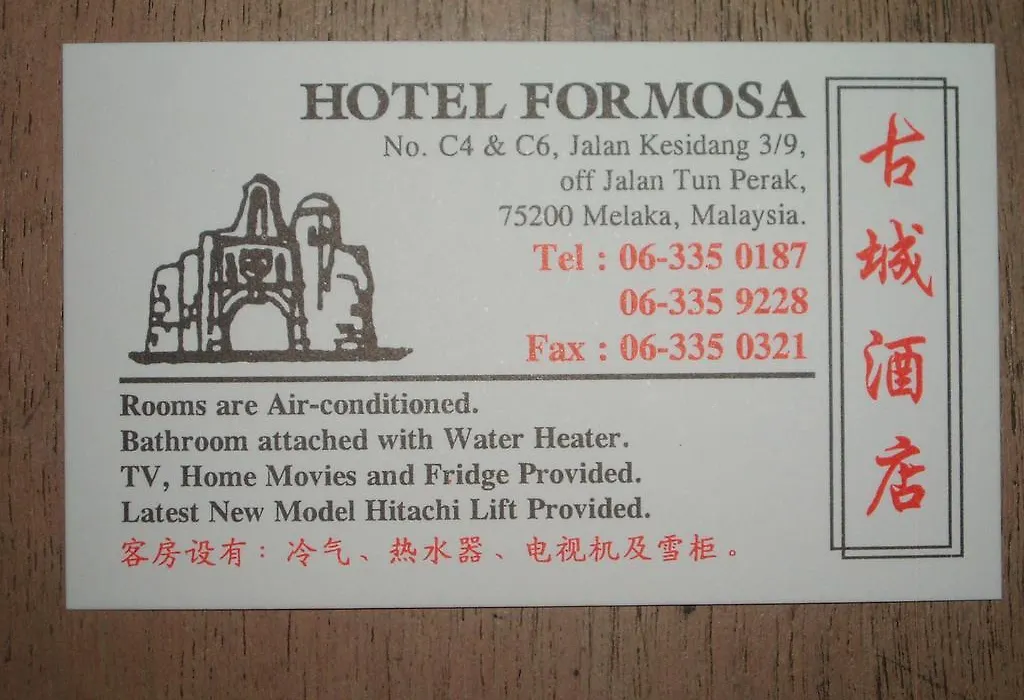 HOTEL FORMOSA
No. C4 & C6, Jalan Kesidang 3/9,
off Jalan Tun Perak,
75200 Melaka, Malaysia.
Tel : 06-335 0187
06-335 9228
Fax : 06-335 0321
古城酒店
Rooms are Air-conditioned.
Bathroom attached with Water Heater.
TV, Home Movies and Fridge Provided.
Latest New Model Hitachi Lift Provided.
客房设有：冷气、热水器、电视机及雪柜。